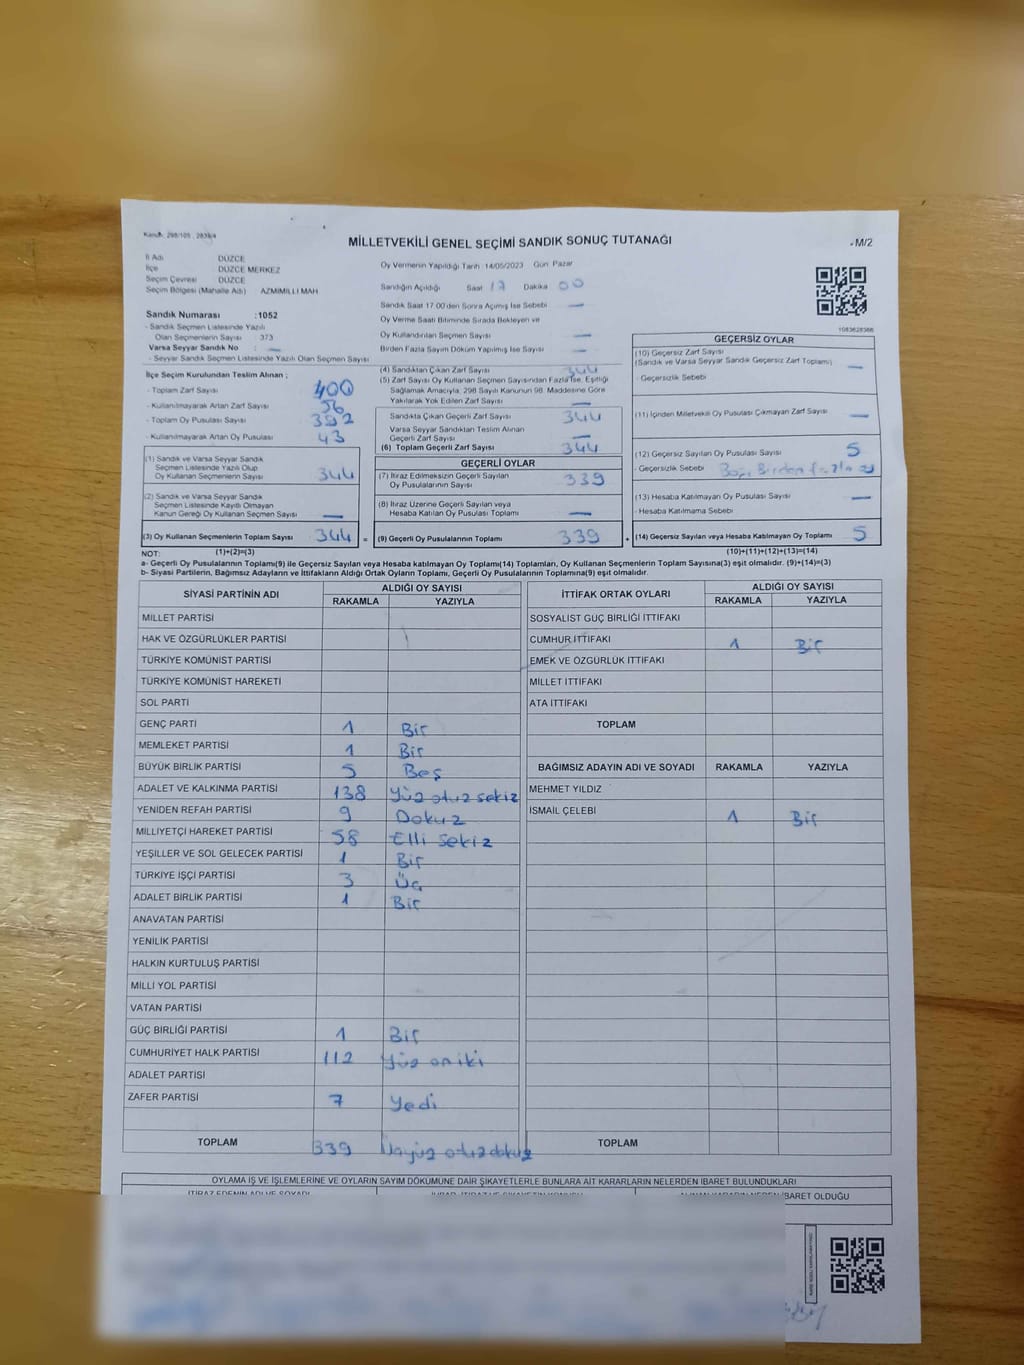 Kanun: 298/105, 2839/4
MİLLETVEKİLİ GENEL SEÇİMİ SANDIK SONUÇ TUTANAĞI
- M/2
İl Adı DÜZCE
İlçe DÜZCE MERKEZ
Seçim Çevresi DÜZCE
Seçim Bölgesi (Mahalle Adı) AZMİMİLLİ MAH
Oy Vermenin Yapıldığı Tarih 14/05/2023 Gün Pazar
Sandığın Açıldığı Saat 17 Dakika 00
Sandık Saat 17.00'den Sonra Açılmış İse Sebebi —
Oy Verme Saati Bitiminde Sırada Bekleyen ve
Oy Kullandırılan Seçmen Sayısı —
Birden Fazla Sayım Döküm Yapılmış İse Sayısı —
1083628366
Sandık Numarası :1052
- Sandık Seçmen Listesinde Yazılı
Olan Seçmenlerin Sayısı 373
Varsa Seyyar Sandık No : —
- Seyyar Sandık Seçmen Listesinde Yazılı Olan Seçmen Sayısı
İlçe Seçim Kurulundan Teslim Alınan ;
- Toplam Zarf Sayısı 400
- Kullanılmayarak Artan Zarf Sayısı 56
- Toplam Oy Pusulası Sayısı 392
- Kullanılmayarak Artan Oy Pusulası 43
(1) Sandık ve Varsa Seyyar Sandık
Seçmen Listesinde Yazılı Olup
Oy Kullanan Seçmenlerin Sayısı 344
(2) Sandık ve Varsa Seyyar Sandık
Seçmen Listesinde Kayıtlı Olmayan
Kanun Gereği Oy Kullanan Seçmen Sayısı —
(3) Oy Kullanan Seçmenlerin Toplam Sayısı 344 =
(4) Sandıktan Çıkan Zarf Sayısı 344
(5) Zarf Sayısı Oy Kullanan Seçmen Sayısından Fazla İse, Eşitliği
Sağlamak Amacıyla, 298 Sayılı Kanunun 98. Maddesine Göre
Yakılarak Yok Edilen Zarf Sayısı —
Sandıkta Çıkan Geçerli Zarf Sayısı 344
Varsa Seyyar Sandıktan Teslim Alınan
Geçerli Zarf Sayısı —
(6) Toplam Geçerli Zarf Sayısı 344
GEÇERLİ OYLAR
(7) İtiraz Edilmeksizin Geçerli Sayılan
Oy Pusulalarının Sayısı 339
(8) İtiraz Üzerine Geçerli Sayılan veya
Hesaba Katılan Oy Pusulası Toplamı —
(9) Geçerli Oy Pusulalarının Toplamı 339 +
GEÇERSİZ OYLAR
(10) Geçersiz Zarf Sayısı
(Sandık ve Varsa Seyyar Sandık Geçersiz Zarf Toplamı) —
- Geçersizlik Sebebi
(11) İçinden Milletvekili Oy Pusulası Çıkmayan Zarf Sayısı —
(12) Geçersiz Sayılan Oy Pusulası Sayısı 5
- Geçersizlik Sebebi Boş, Birden fazla oy
(13) Hesaba Katılmayan Oy Pusulası Sayısı —
- Hesaba Katılmama Sebebi
(14) Geçersiz Sayılan veya Hesaba Katılmayan Oy Toplamı 5
NOT: (1)+(2)=(3) (10)+(11)+(12)+(13)=(14)
a- Geçerli Oy Pusulalarının Toplamı(9) ile Geçersiz Sayılan veya Hesaba katılmayan Oy Toplamı(14) Toplamları, Oy Kullanan Seçmenlerin Toplam Sayısına(3) eşit olmalıdır. (9)+(14)=(3)
b- Siyasi Partilerin, Bağımsız Adayların ve İttifakların Aldığı Ortak Oyların Toplamı, Geçerli Oy Pusulalarının Toplamına(9) eşit olmalıdır.
SİYASİ PARTİNİN ADI ALDIĞI OY SAYISI
RAKAMLA YAZIYLA
MİLLET PARTİSİ
HAK VE ÖZGÜRLÜKLER PARTİSİ
TÜRKİYE KOMÜNİST PARTİSİ
TÜRKİYE KOMÜNİST HAREKETİ
SOL PARTİ
GENÇ PARTİ 1 Bir
MEMLEKET PARTİSİ 1 Bir
BÜYÜK BİRLİK PARTİSİ 5 Beş
ADALET VE KALKINMA PARTİSİ 138 Yüz otuz sekiz
YENİDEN REFAH PARTİSİ 9 Dokuz
MİLLİYETÇİ HAREKET PARTİSİ 58 Elli sekiz
YEŞİLLER VE SOL GELECEK PARTİSİ 1 Bir
TÜRKİYE İŞÇİ PARTİSİ 3 Üç
ADALET BİRLİK PARTİSİ 1 Bir
ANAVATAN PARTİSİ
YENİLİK PARTİSİ
HALKIN KURTULUŞ PARTİSİ
MİLLİ YOL PARTİSİ
VATAN PARTİSİ
GÜÇ BİRLİĞİ PARTİSİ 1 Bir
CUMHURİYET HALK PARTİSİ 112 Yüz oniki
ADALET PARTİSİ
ZAFER PARTİSİ 7 Yedi
TOPLAM 339 Üçyüz otuz dokuz
İTTİFAK ORTAK OYLARI ALDIĞI OY SAYISI
RAKAMLA YAZIYLA
SOSYALİST GÜÇ BİRLİĞİ İTTİFAKI
CUMHUR İTTİFAKI 1 Bir
EMEK VE ÖZGÜRLÜK İTTİFAKI
MİLLET İTTİFAKI
ATA İTTİFAKI
TOPLAM
BAĞIMSIZ ADAYIN ADI VE SOYADI RAKAMLA YAZIYLA
MEHMET YILDIZ
İSMAİL ÇELEBİ 1 Bir
TOPLAM
OYLAMA İŞ VE İŞLEMLERİNE VE OYLARIN SAYIM DÖKÜMÜNE DAİR ŞİKAYETLERLE BUNLARA AİT KARARLARIN NELERDEN İBARET BULUNDUKLARI
İTİRAZ EDENİN ADI VE SOYADI
İBARET OLDUĞU